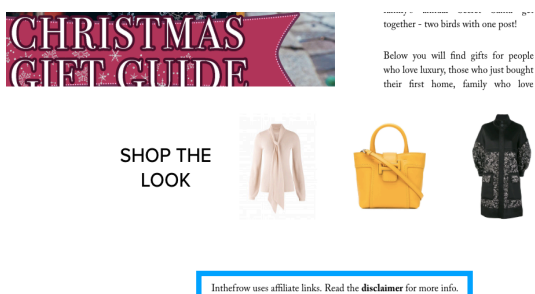 CHRISTMAS
GIFT GUIDE
together - two birds with one post!
Below you will find gifts for people
who love luxury, those who just bought
their first home, family who love
SHOP THE
LOOK
Inthefrow uses affiliate links. Read the disclaimer for more info.